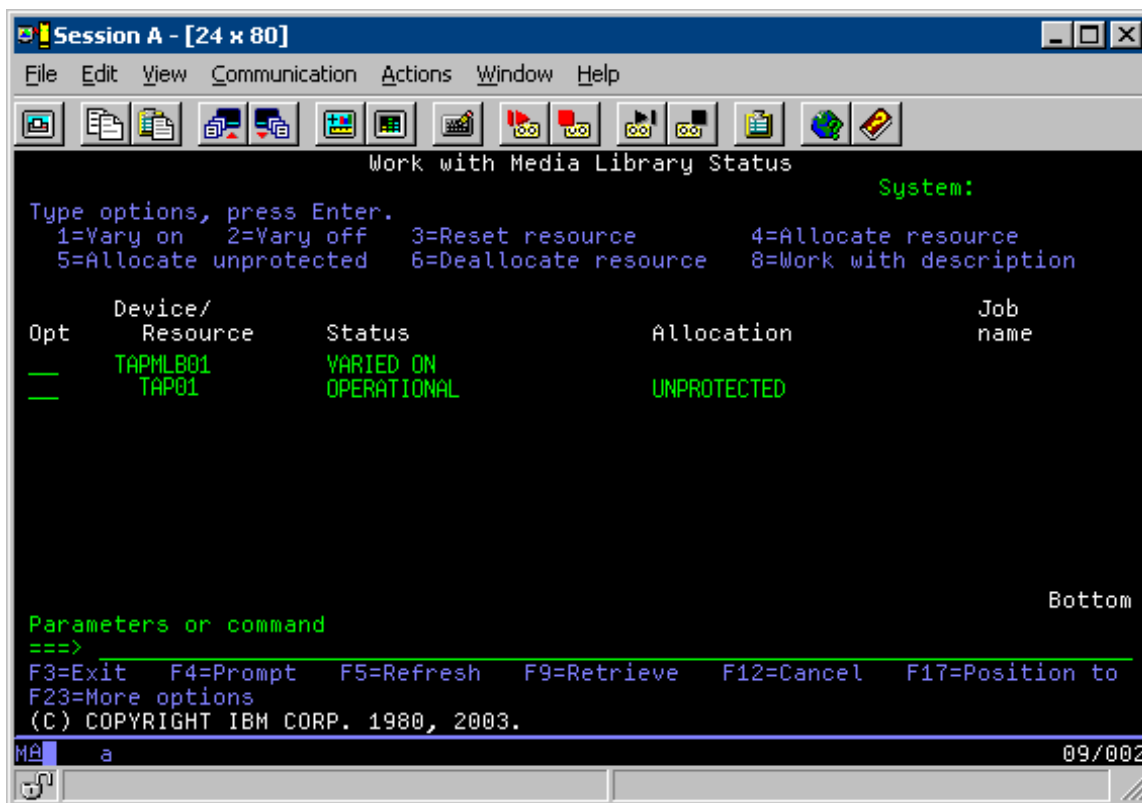 Session A - [24 x 80]
File Edit View Communication Actions Window Help
Work with Media Library Status
System:
Type options, press Enter.
1=Vary on 2=Vary off 3=Reset resource 4=Allocate resource
5=Allocate unprotected 6=Deallocate resource 8=Work with description
Device/ Job
Opt Resource Status Allocation name
TAPMLB01 VARIED ON
TAP01 OPERATIONAL UNPROTECTED
Bottom
Parameters or command
===>
F3=Exit F4=Prompt F5=Refresh F9=Retrieve F12=Cancel F17=Position to
F23=More options
(C) COPYRIGHT IBM CORP. 1980, 2003.
MA a 09/002